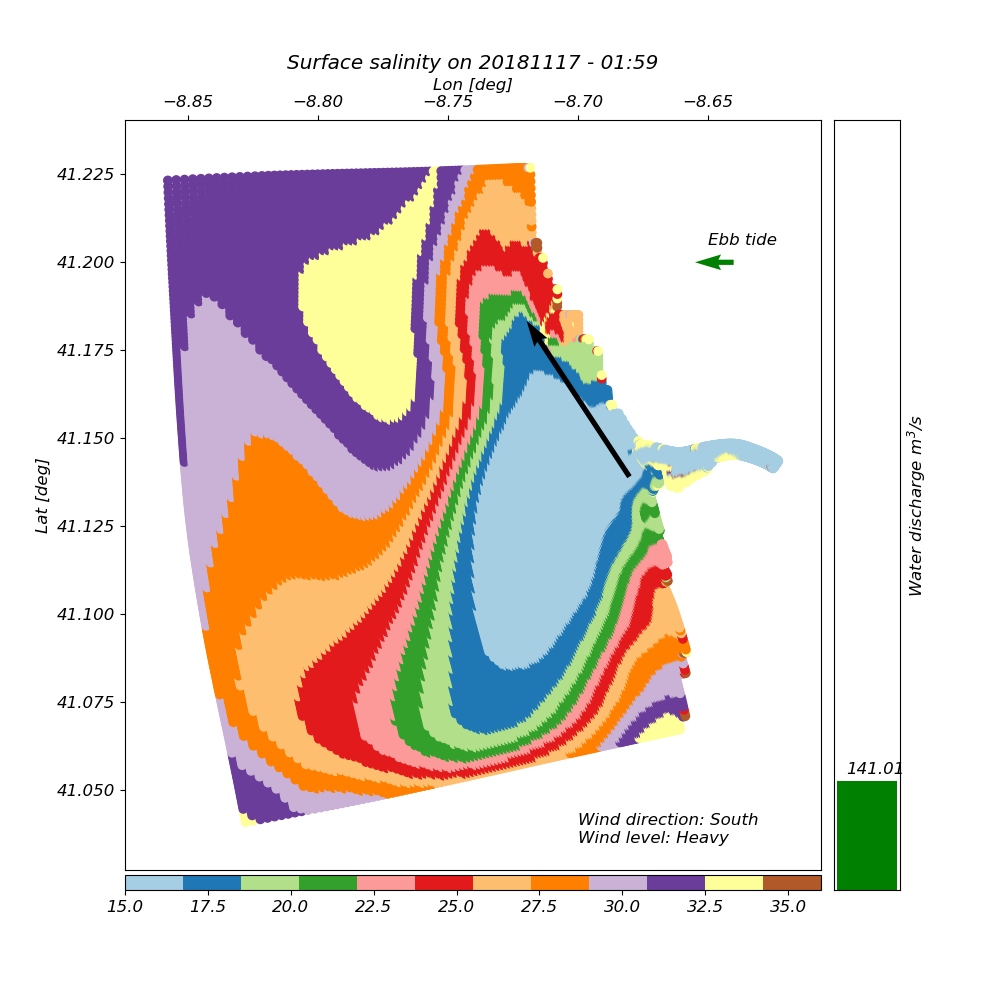 Surface salinity on 20181117 - 01:59
Lon [deg]
−8.85 −8.80 −8.75 −8.70 −8.65
41.225
41.200
41.175
41.150
41.125
41.100
41.075
41.050
Lat [deg]
Ebb tide
Wind direction: South
Wind level: Heavy
15.0 17.5 20.0 22.5 25.0 27.5 30.0 32.5 35.0
141.01
Water discharge m³/s